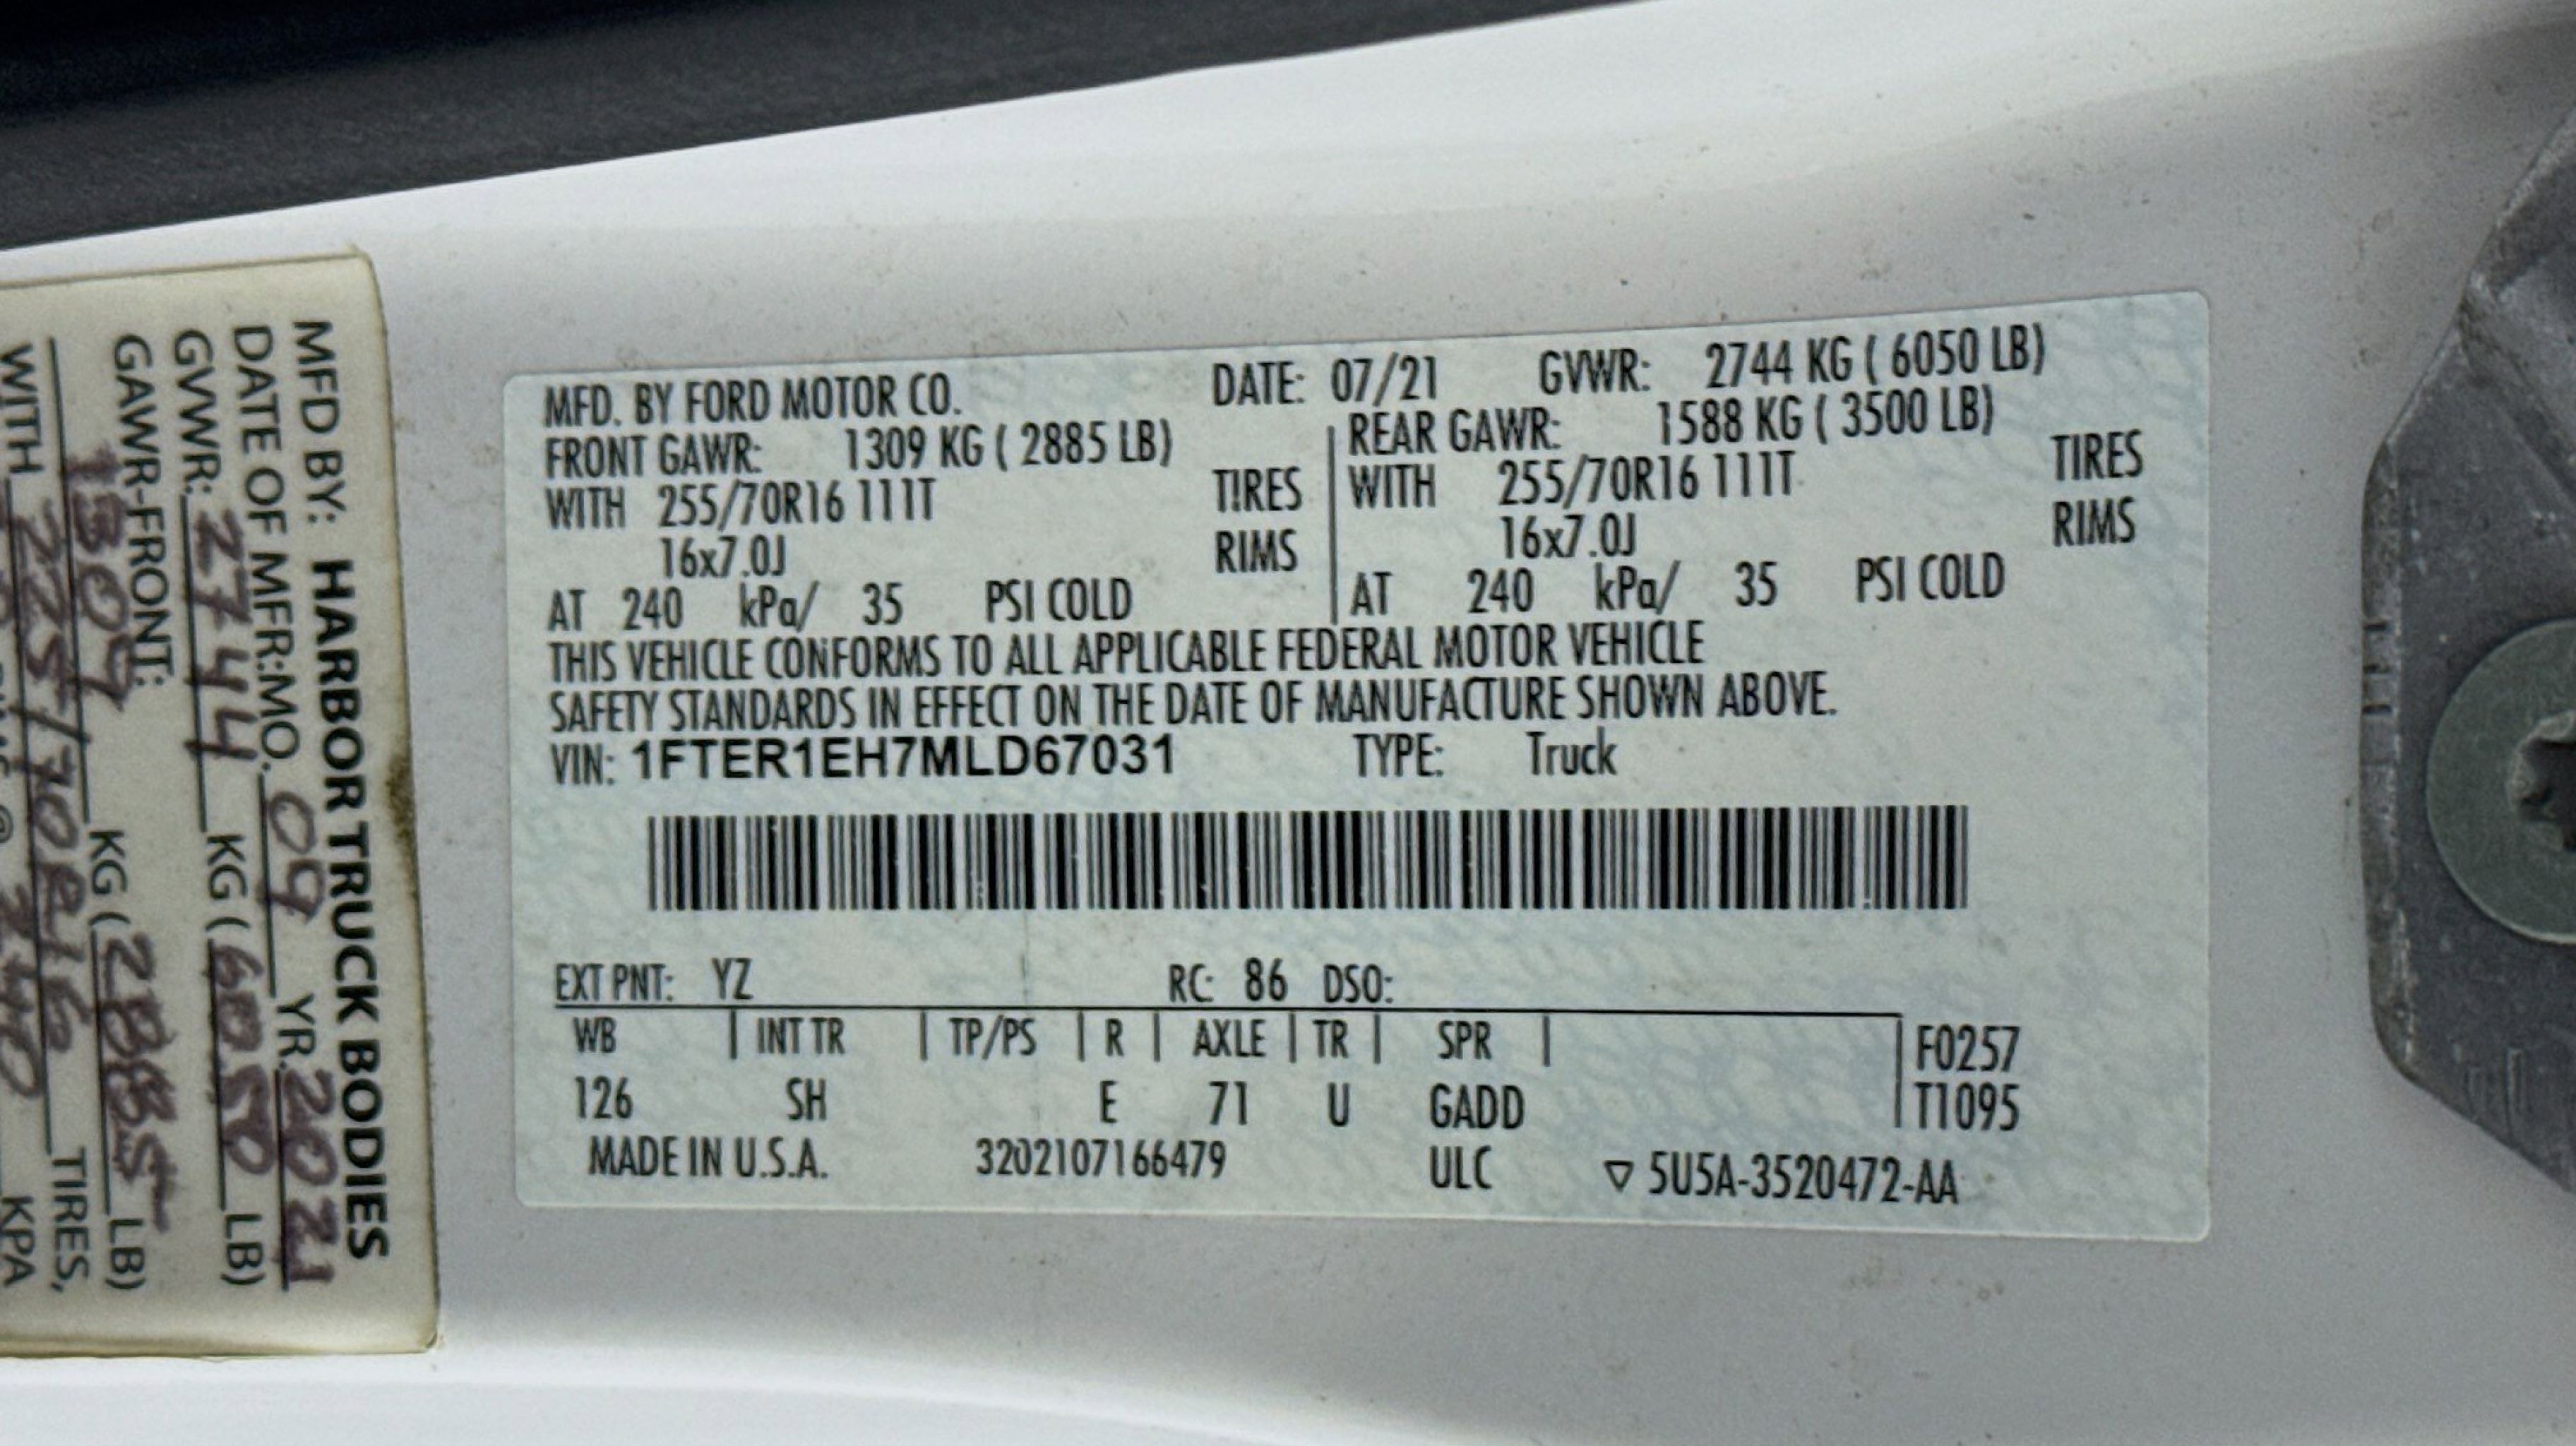 MFD. BY FORD MOTOR CO. DATE: 07/21 GVWR: 2744 KG ( 6050 LB)
FRONT GAWR: 1309 KG ( 2885 LB) REAR GAWR: 1588 KG ( 3500 LB)
WITH 255/70R16 111T TIRES WITH 255/70R16 111T TIRES
16x7.0J RIMS 16x7.0J RIMS
AT 240 kPa/ 35 PSI COLD AT 240 kPa/ 35 PSI COLD
THIS VEHICLE CONFORMS TO ALL APPLICABLE FEDERAL MOTOR VEHICLE
SAFETY STANDARDS IN EFFECT ON THE DATE OF MANUFACTURE SHOWN ABOVE.
VIN: 1FTER1EH7MLD67031 TYPE: Truck
EXT PNT: YZ RC: 86 DSO:
WB | INT TR | TP/PS | R | AXLE | TR | SPR | F0257
126 SH E 71 U GADD T1095
MADE IN U.S.A. 3202107166479 ULC ▽ 5U5A-3520472-AA
MFD BY: HARBOR TRUCK BODIES
DATE OF MFR:MO. 09 YR. 2021
GVWR: 2744 KG ( 6050 LB)
GAWR-FRONT:
1309 KG ( 2885 LB)
WITH 225/70R16 TIRES,
240 KPA